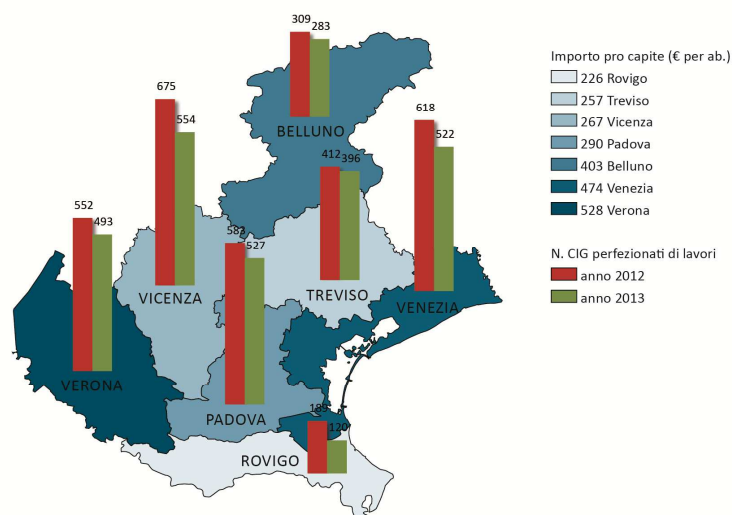 309
283
BELLUNO
675
554
VICENZA
618
522
VENEZIA
412
396
TREVISO
552
493
VERONA
583
527
PADOVA
189
120
ROVIGO
Importo pro capite (€ per ab.)
226 Rovigo
257 Treviso
267 Vicenza
290 Padova
403 Belluno
474 Venezia
528 Verona
N. CIG perfezionati di lavori
anno 2012
anno 2013